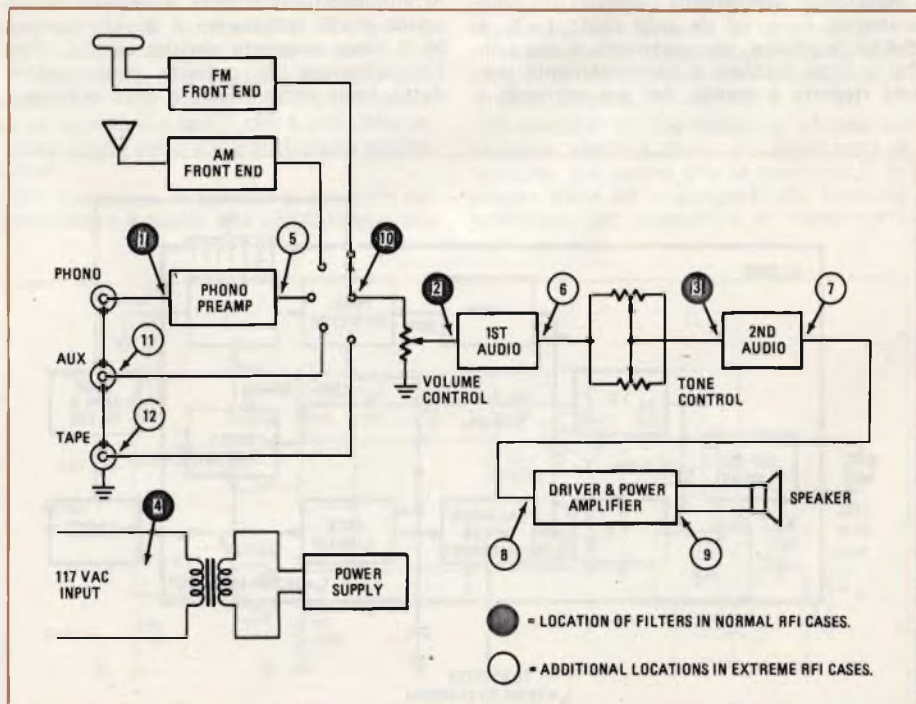 FM
FRONT END
AM
FRONT END
1
5
10
PHONO
PHONO
PREAMP
2
6
3
7
11
1ST
AUDIO
2ND
AUDIO
AUX
VOLUME
CONTROL
TONE
CONTROL
12
TAPE
4
DRIVER & POWER
AMPLIFIER
SPEAKER
8
9
117 VAC
INPUT
POWER
SUPPLY
= LOCATION OF FILTERS IN NORMAL RFI CASES.
= ADDITIONAL LOCATIONS IN EXTREME RFI CASES.